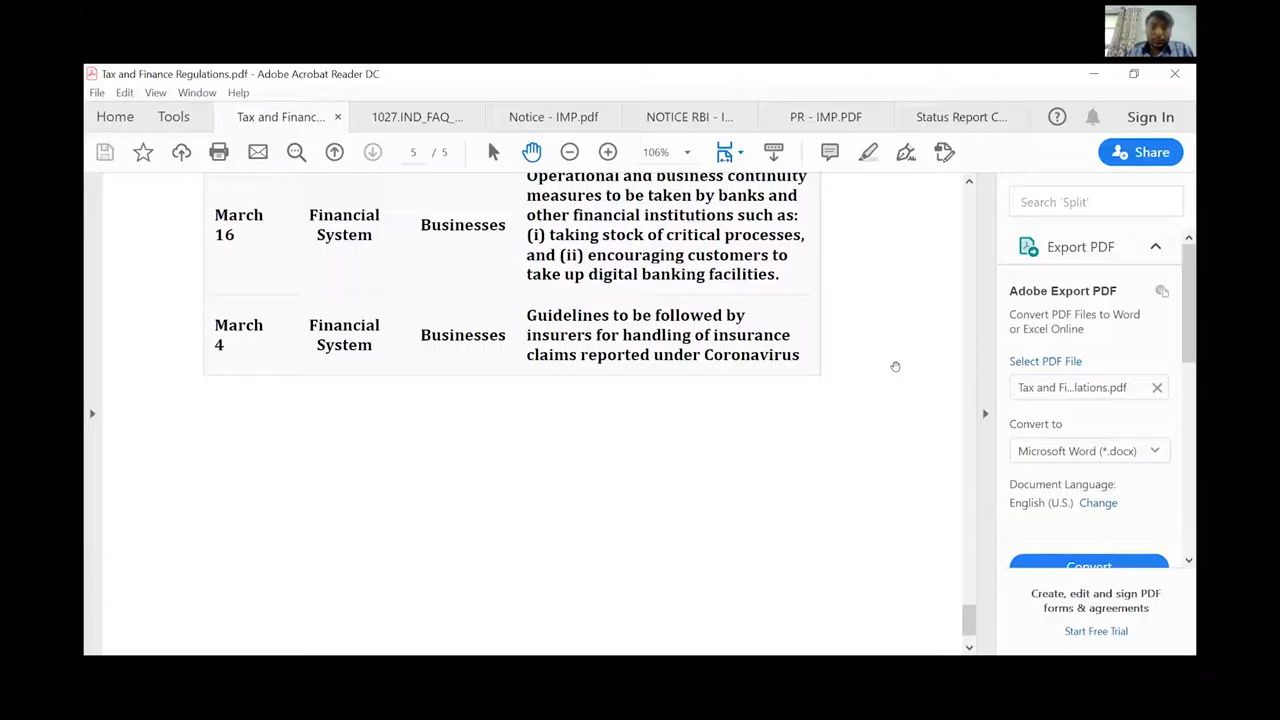 Tax and Finance Regulations.pdf - Adobe Acrobat Reader DC
File Edit View Window Help
Home Tools Tax and Financ... × 1027.IND_FAQ_... Notice - IMP.pdf NOTICE RBI - I... PR - IMP.PDF Status Report C... Sign In
5 / 5 106% Share
Operational and business continuity
measures to be taken by banks and
other financial institutions such as:
(i) taking stock of critical processes,
and (ii) encouraging customers to
take up digital banking facilities.
March
16
Financial
System
Businesses
March
4
Financial
System
Businesses
Guidelines to be followed by
insurers for handling of insurance
claims reported under Coronavirus
Search 'Split'
Export PDF
Adobe Export PDF
Convert PDF Files to Word
or Excel Online
Select PDF File
Tax and Fi...lations.pdf
Convert to
Microsoft Word (*.docx)
Document Language:
English (U.S.) Change
Convert
Create, edit and sign PDF
forms & agreements
Start Free Trial